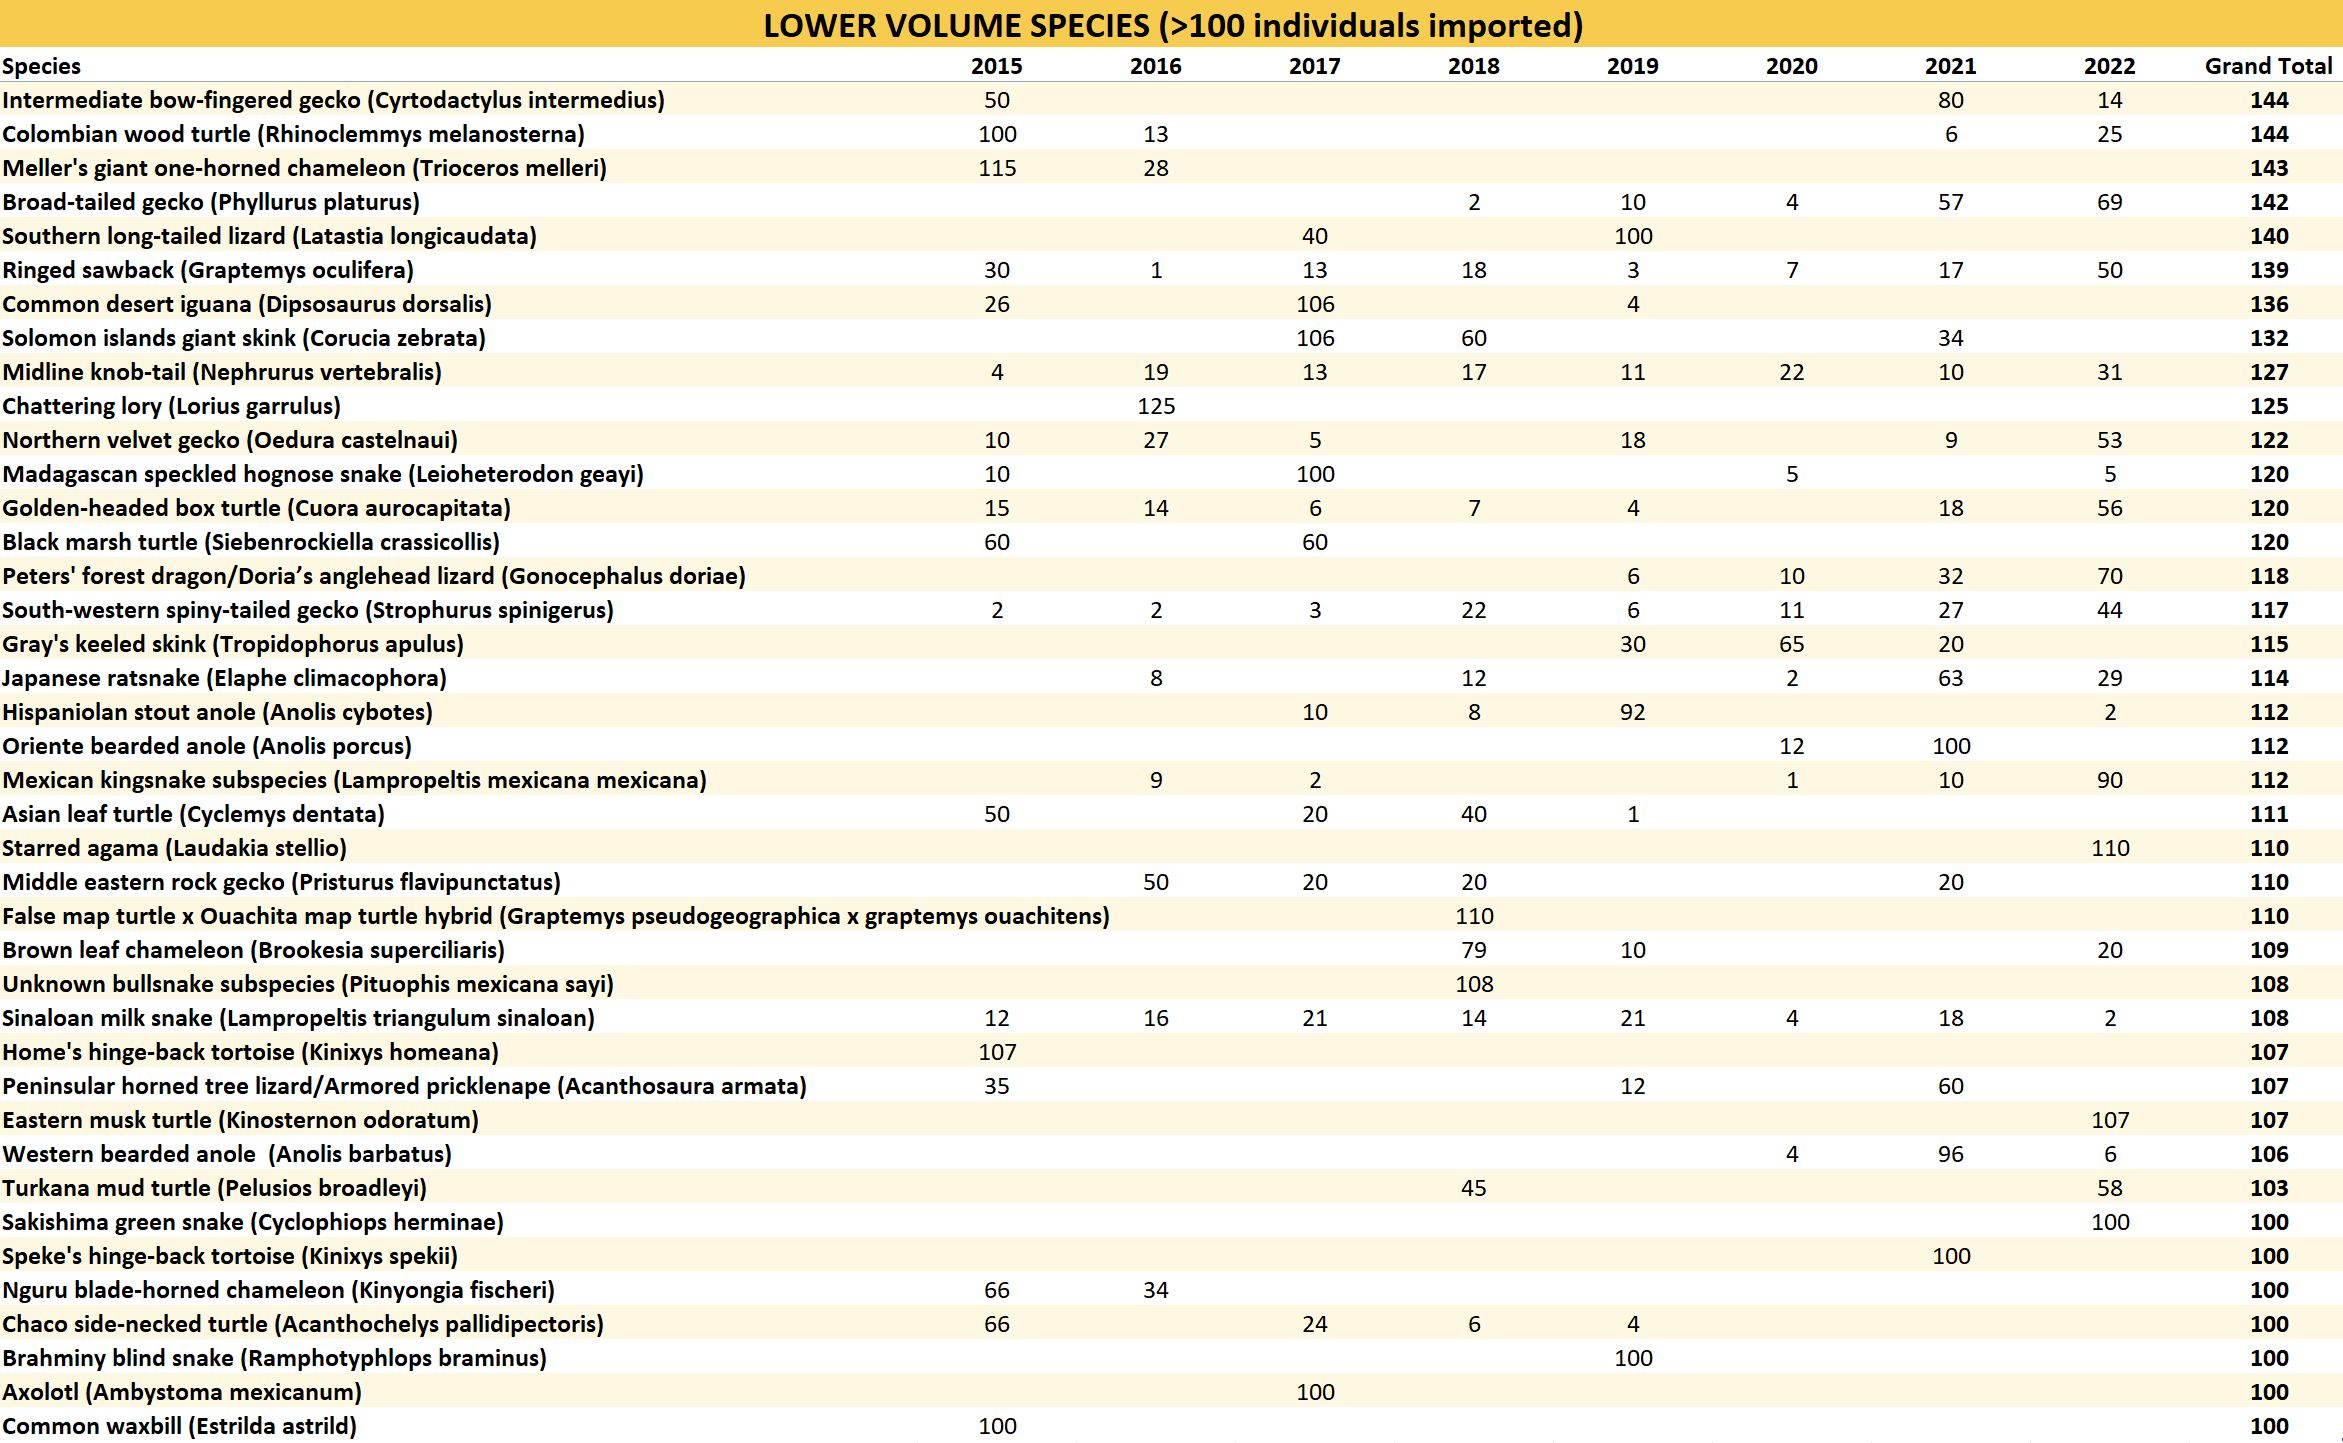 LOWER VOLUME SPECIES (>100 individuals imported)
Species 2015 2016 2017 2018 2019 2020 2021 2022 Grand Total
Intermediate bow-fingered gecko (Cyrtodactylus intermedius) 50 80 14 144
Colombian wood turtle (Rhinoclemmys melanosterna) 100 13 6 25 144
Meller's giant one-horned chameleon (Trioceros melleri) 115 28 143
Broad-tailed gecko (Phyllurus platurus) 2 10 4 57 69 142
Southern long-tailed lizard (Latastia longicaudata) 40 100 140
Ringed sawback (Graptemys oculifera) 30 1 13 18 3 7 17 50 139
Common desert iguana (Dipsosaurus dorsalis) 26 106 4 136
Solomon islands giant skink (Corucia zebrata) 106 60 34 132
Midline knob-tail (Nephrurus vertebralis) 4 19 13 17 11 22 10 31 127
Chattering lory (Lorius garrulus) 125 125
Northern velvet gecko (Oedura castelnaui) 10 27 5 18 9 53 122
Madagascan speckled hognose snake (Leioheterodon geayi) 10 100 5 5 120
Golden-headed box turtle (Cuora aurocapitata) 15 14 6 7 4 18 56 120
Black marsh turtle (Siebenrockiella crassicollis) 60 60 120
Peters' forest dragon/Doria’s anglehead lizard (Gonocephalus doriae) 6 10 32 70 118
South-western spiny-tailed gecko (Strophurus spinigerus) 2 2 3 22 6 11 27 44 117
Gray's keeled skink (Tropidophorus apulus) 30 65 20 115
Japanese ratsnake (Elaphe climacophora) 8 12 2 63 29 114
Hispaniolan stout anole (Anolis cybotes) 10 8 92 2 112
Oriente bearded anole (Anolis porcus) 12 100 112
Mexican kingsnake subspecies (Lampropeltis mexicana mexicana) 9 2 1 10 90 112
Asian leaf turtle (Cyclemys dentata) 50 20 40 1 111
Starred agama (Laudakia stellio) 110 110
Middle eastern rock gecko (Pristurus flavipunctatus) 50 20 20 20 110
False map turtle x Ouachita map turtle hybrid (Graptemys pseudogeographica x graptemys ouachitens) 110 110
Brown leaf chameleon (Brookesia superciliaris) 79 10 20 109
Unknown bullsnake subspecies (Pituophis mexicana sayi) 108 108
Sinaloan milk snake (Lampropeltis triangulum sinaloan) 12 16 21 14 21 4 18 2 108
Home's hinge-back tortoise (Kinixys homeana) 107 107
Peninsular horned tree lizard/Armored pricklenape (Acanthosaura armata) 35 12 60 107
Eastern musk turtle (Kinosternon odoratum) 107 107
Western bearded anole  (Anolis barbatus) 4 96 6 106
Turkana mud turtle (Pelusios broadleyi) 45 58 103
Sakishima green snake (Cyclophiops herminae) 100 100
Speke's hinge-back tortoise (Kinixys spekii) 100 100
Nguru blade-horned chameleon (Kinyongia fischeri) 66 34 100
Chaco side-necked turtle (Acanthochelys pallidipectoris) 66 24 6 4 100
Brahminy blind snake (Ramphotyphlops braminus) 100 100
Axolotl (Ambystoma mexicanum) 100 100
Common waxbill (Estrilda astrild) 100 100